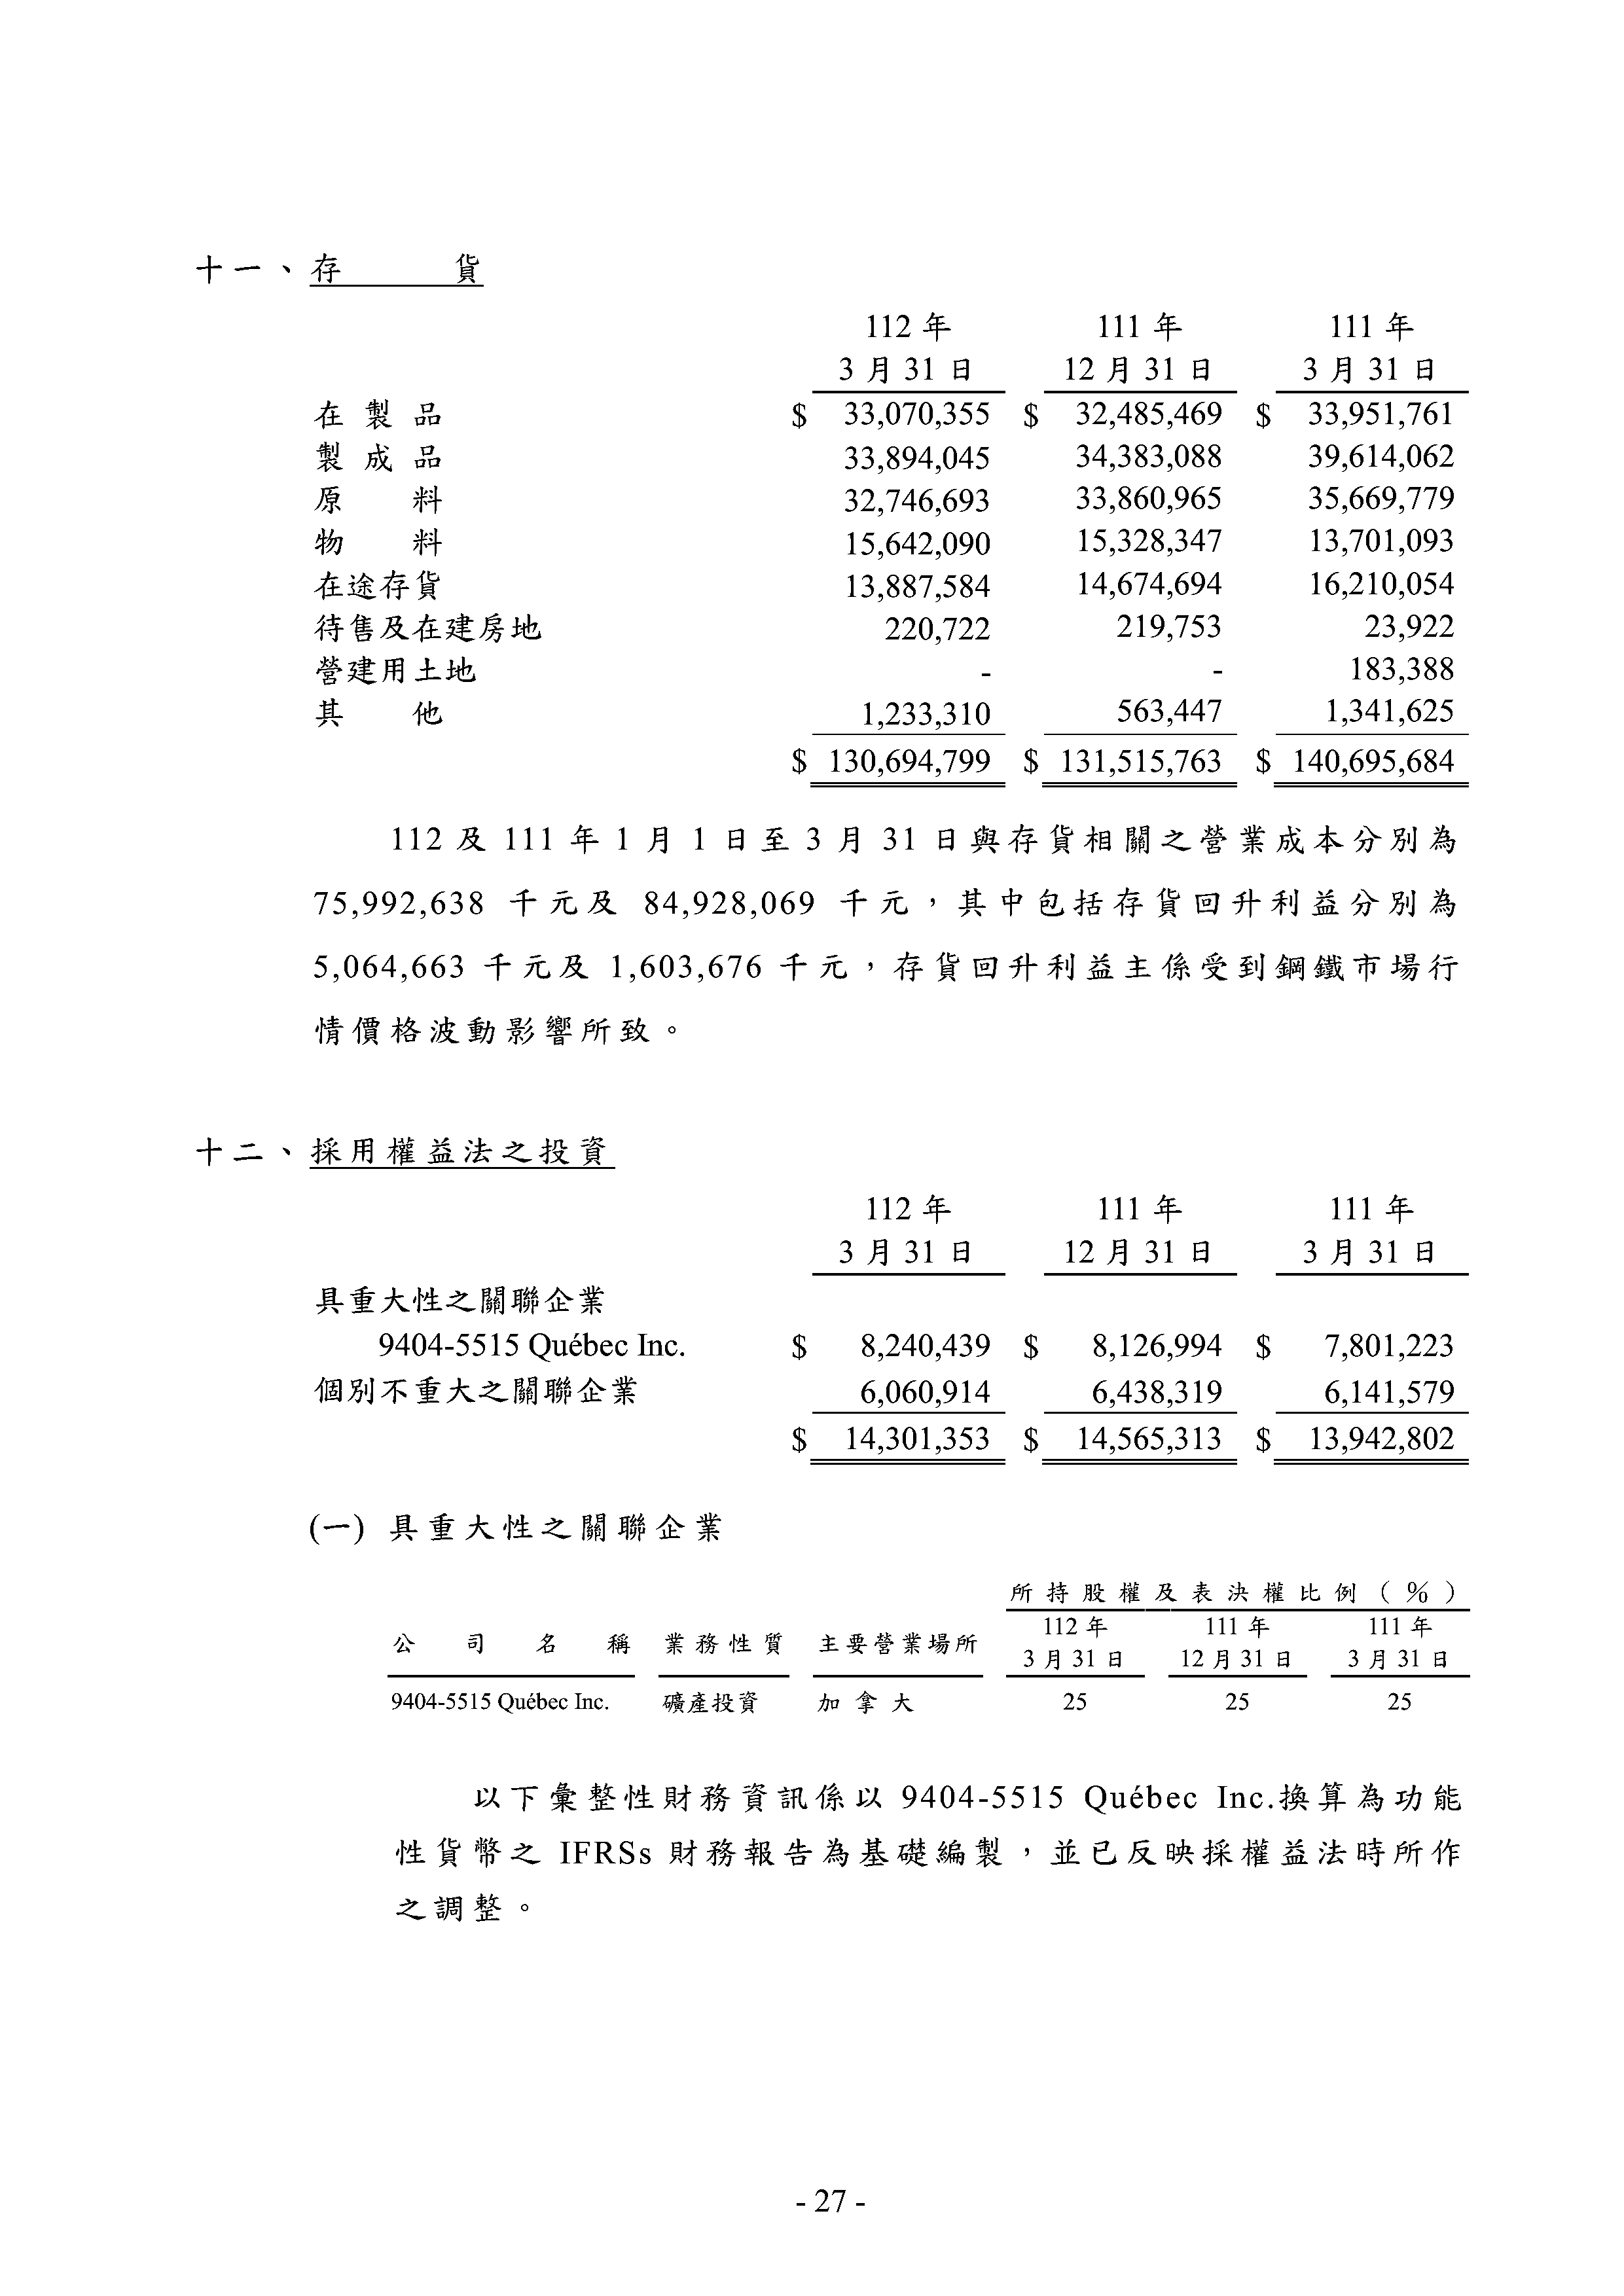 十一、存貨
112 年 111 年 111 年
3 月 31 日 12 月 31 日 3 月 31 日
在製品 $ 33,070,355 $ 32,485,469 $ 33,951,761
製成品 33,894,045 34,383,088 39,614,062
原料 32,746,693 33,860,965 35,669,779
物料 15,642,090 15,328,347 13,701,093
在途存貨 13,887,584 14,674,694 16,210,054
待售及在建房地 220,722 219,753 23,922
營建用土地 - - 183,388
其他 1,233,310 563,447 1,341,625
$ 130,694,799 $ 131,515,763 $ 140,695,684
112 及 111 年 1 月 1 日至 3 月 31 日與存貨相關之營業成本分別為
75,992,638 千元及 84,928,069 千元，其中包括存貨回升利益分別為
5,064,663 千元及 1,603,676 千元，存貨回升利益主係受到鋼鐵市場行
情價格波動影響所致。
十二、採用權益法之投資
112 年 111 年 111 年
3 月 31 日 12 月 31 日 3 月 31 日
具重大性之關聯企業
9404-5515 Québec Inc. $ 8,240,439 $ 8,126,994 $ 7,801,223
個別不重大之關聯企業 6,060,914 6,438,319 6,141,579
$ 14,301,353 $ 14,565,313 $ 13,942,802
(一) 具重大性之關聯企業
所持股權及表決權比例（%）
112 年 111 年 111 年
公司名稱 業務性質 主要營業場所 3 月 31 日 12 月 31 日 3 月 31 日
9404-5515 Québec Inc. 礦產投資 加拿大 25 25 25
以下彙整性財務資訊係以 9404-5515 Québec Inc.換算為功能
性貨幣之 IFRSs 財務報告為基礎編製，並已反映採權益法時所作
之調整。
- 27 -